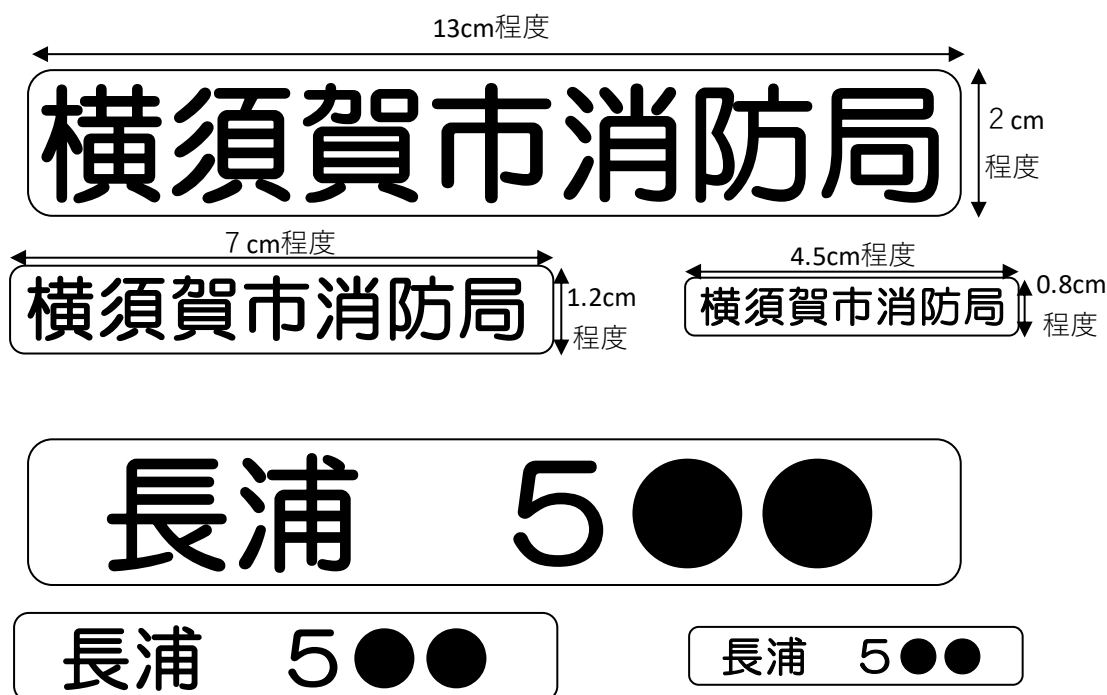 13cm程度
横須賀市消防局
２cm
程度
７cm程度
横須賀市消防局
1.2cm
程度
4.5cm程度
横須賀市消防局
0.8cm
程度
長浦　５●●
長浦　５●●
長浦　５●●